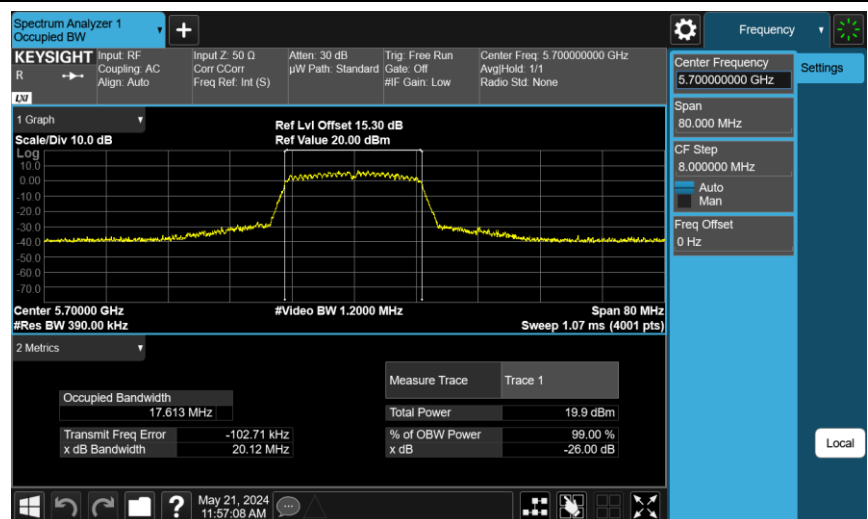 Spectrum Analyzer 1
Occupied BW
Frequency
KEYSIGHT
R
LXI
Input: RF
Coupling: AC
Align: Auto
Input Z: 50 Ω
Corr CCorr
Freq Ref: Int (S)
Atten: 30 dB
µW Path: Standard
Trig: Free Run
Gate: Off
#IF Gain: Low
Center Freq: 5.700000000 GHz
Avg|Hold: 1/1
Radio Std: None
Center Frequency
5.700000000 GHz
Settings
Span
80.000 MHz
CF Step
8.000000 MHz
Auto
Man
Freq Offset
0 Hz
1 Graph
Scale/Div 10.0 dB
Ref Lvl Offset 15.30 dB
Ref Value 20.00 dBm
Log
10.0
0.00
-10.0
-20.0
-30.0
-40.0
-50.0
-60.0
-70.0
Center 5.70000 GHz
#Res BW 390.00 kHz
#Video BW 1.2000 MHz
Span 80 MHz
Sweep 1.07 ms (4001 pts)
2 Metrics
Measure Trace Trace 1
Occupied Bandwidth
17.613 MHz
Total Power 19.9 dBm
Transmit Freq Error -102.71 kHz
% of OBW Power 99.00 %
x dB Bandwidth 20.12 MHz
x dB -26.00 dB
Local
?
May 21, 2024
11:57:08 AM